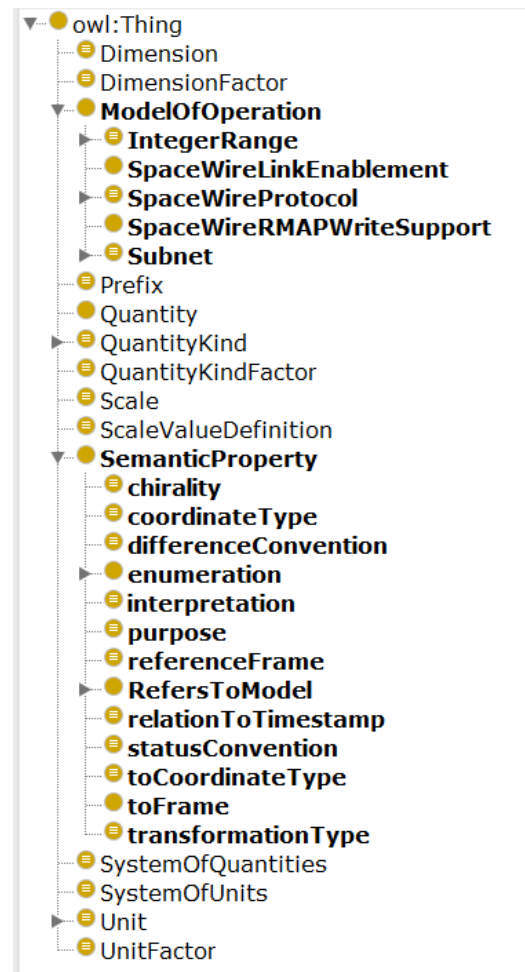 owl:Thing
Dimension
DimensionFactor
ModelOfOperation
IntegerRange
SpaceWireLinkEnablement
SpaceWireProtocol
SpaceWireRMAPWriteSupport
Subnet
Prefix
Quantity
QuantityKind
QuantityKindFactor
Scale
ScaleValueDefinition
SemanticProperty
chirality
coordinateType
differenceConvention
enumeration
interpretation
purpose
referenceFrame
RefersToModel
relationToTimestamp
statusConvention
toCoordinateType
toFrame
transformationType
SystemOfQuantities
SystemOfUnits
Unit
UnitFactor